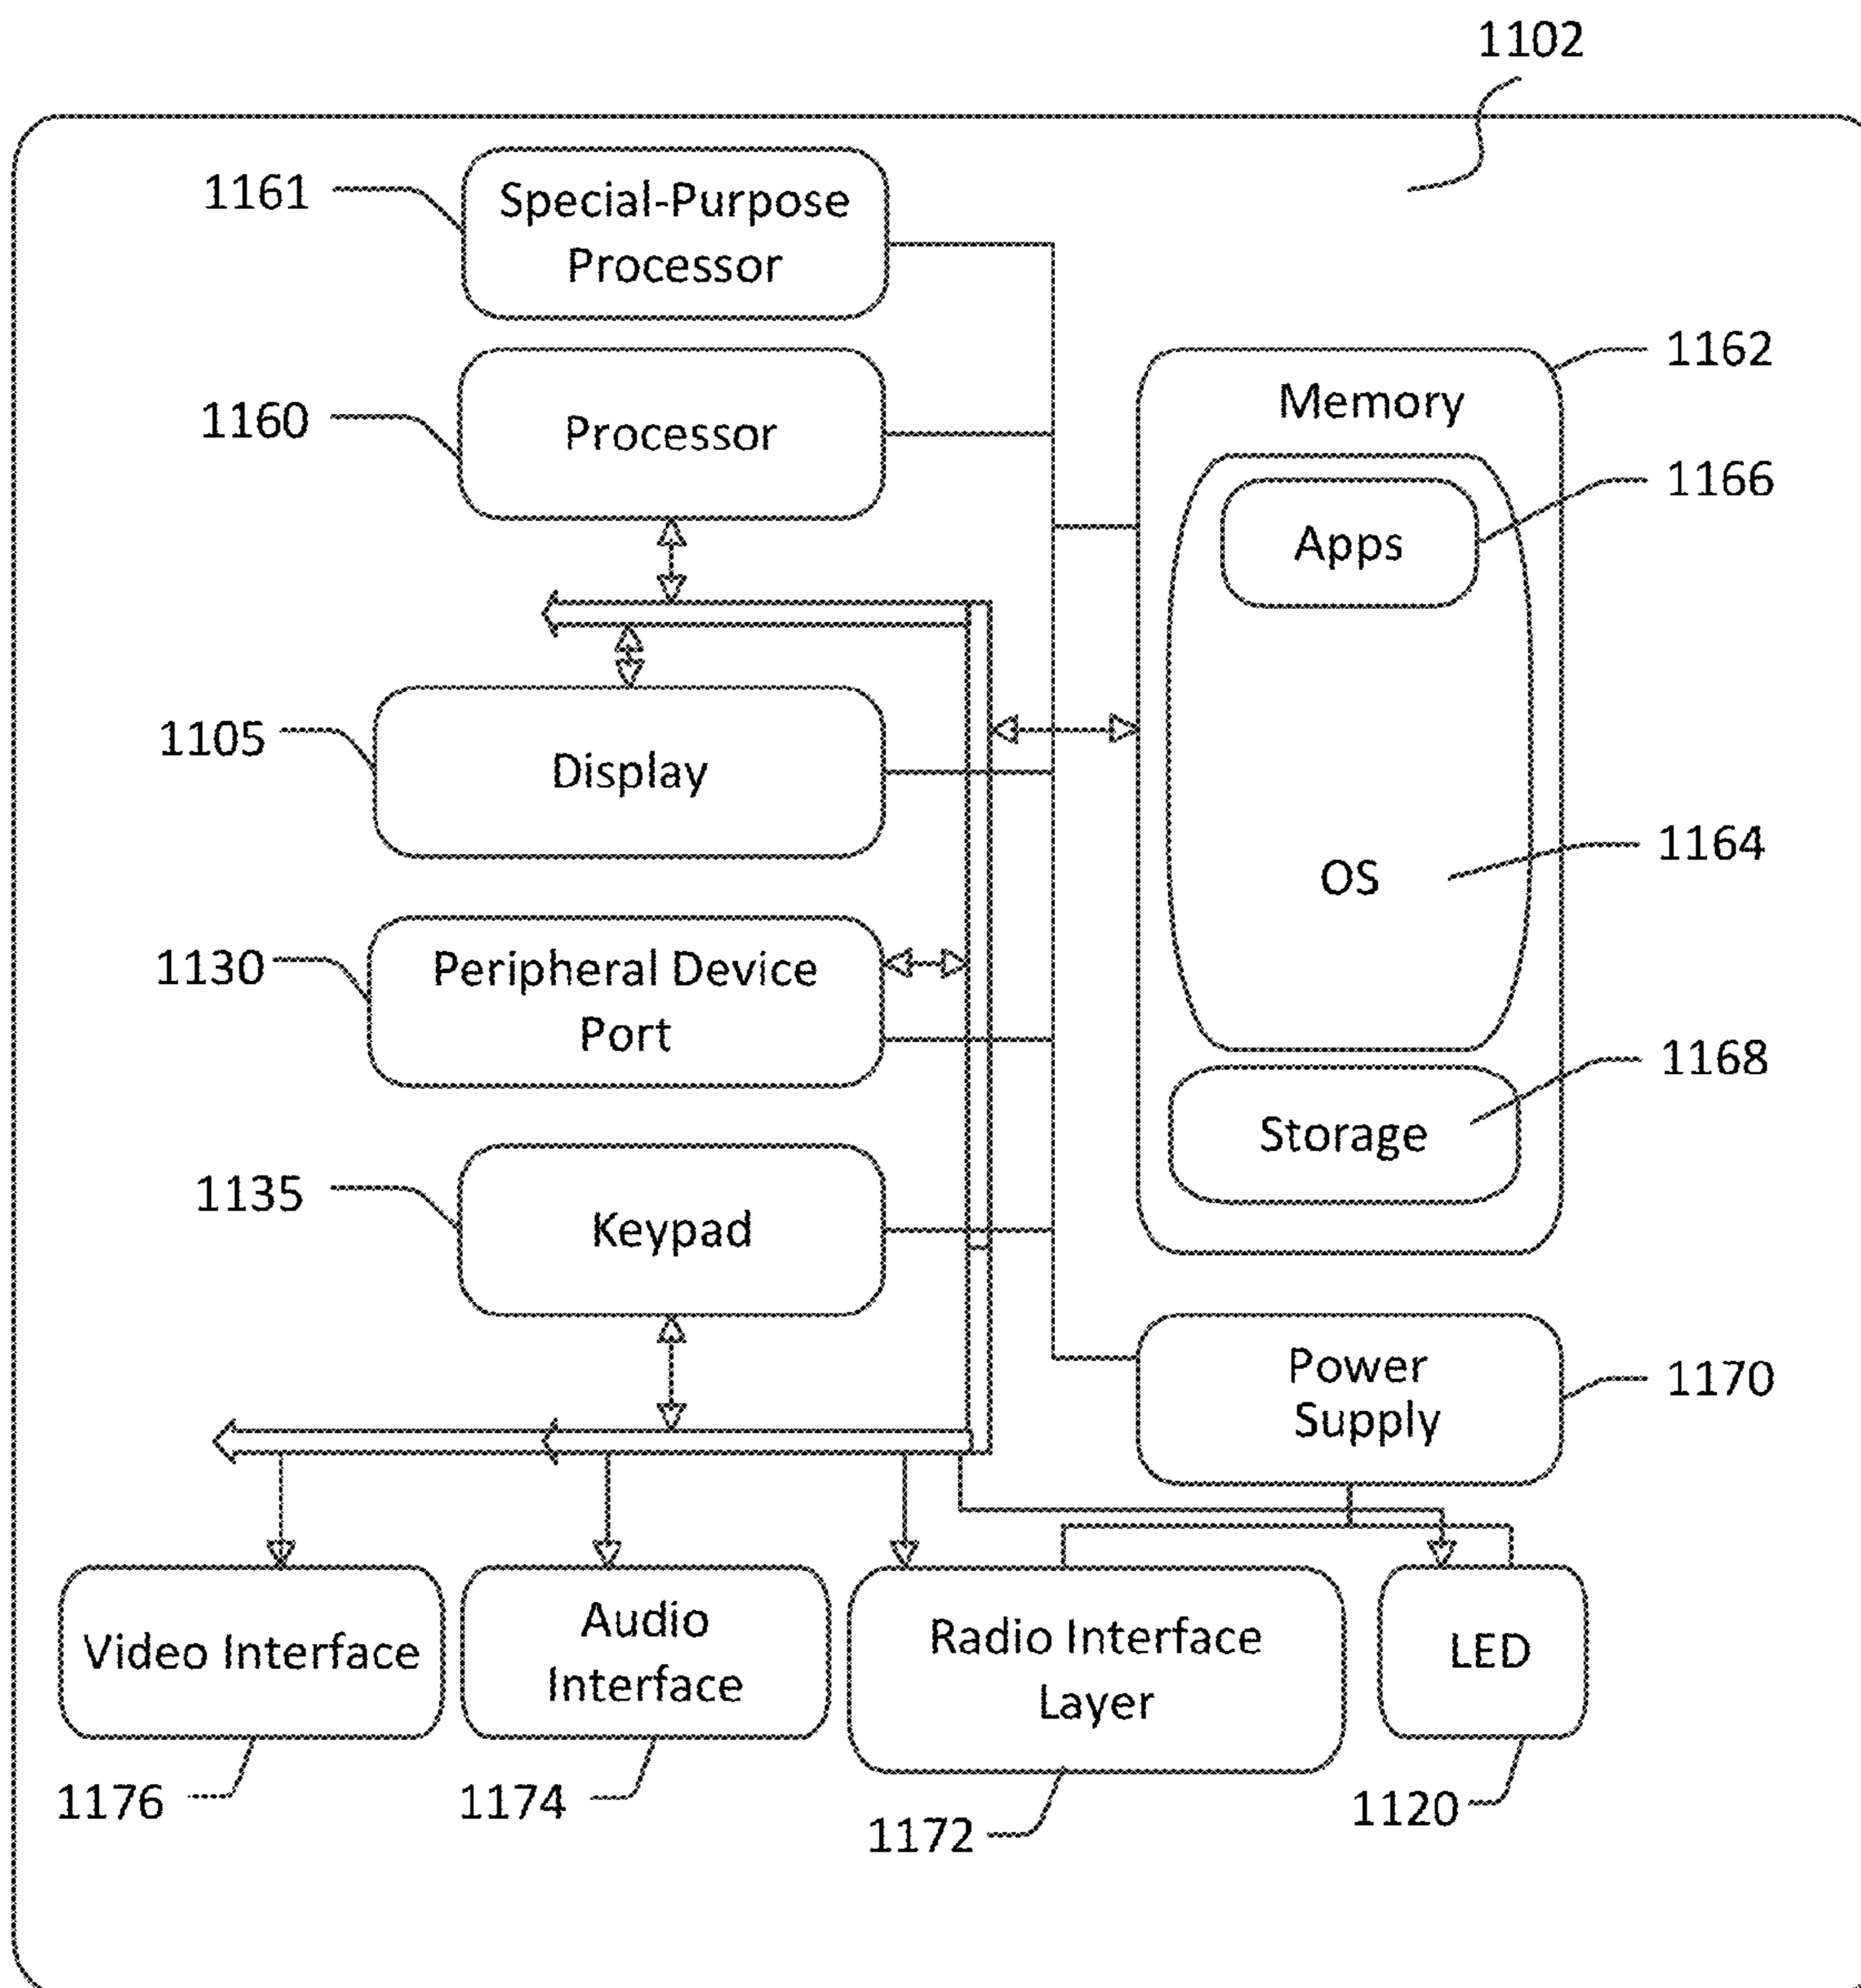 1102
1161
Special-Purpose
Processor
1162
Memory
1160
Processor
1166
Apps
1105
Display
1164
OS
1130
Peripheral Device
Port
1168
Storage
1135
Keypad
Power
Supply
1170
Video Interface
Audio
Interface
Radio Interface
Layer
LED
1176
1174
1172
1120